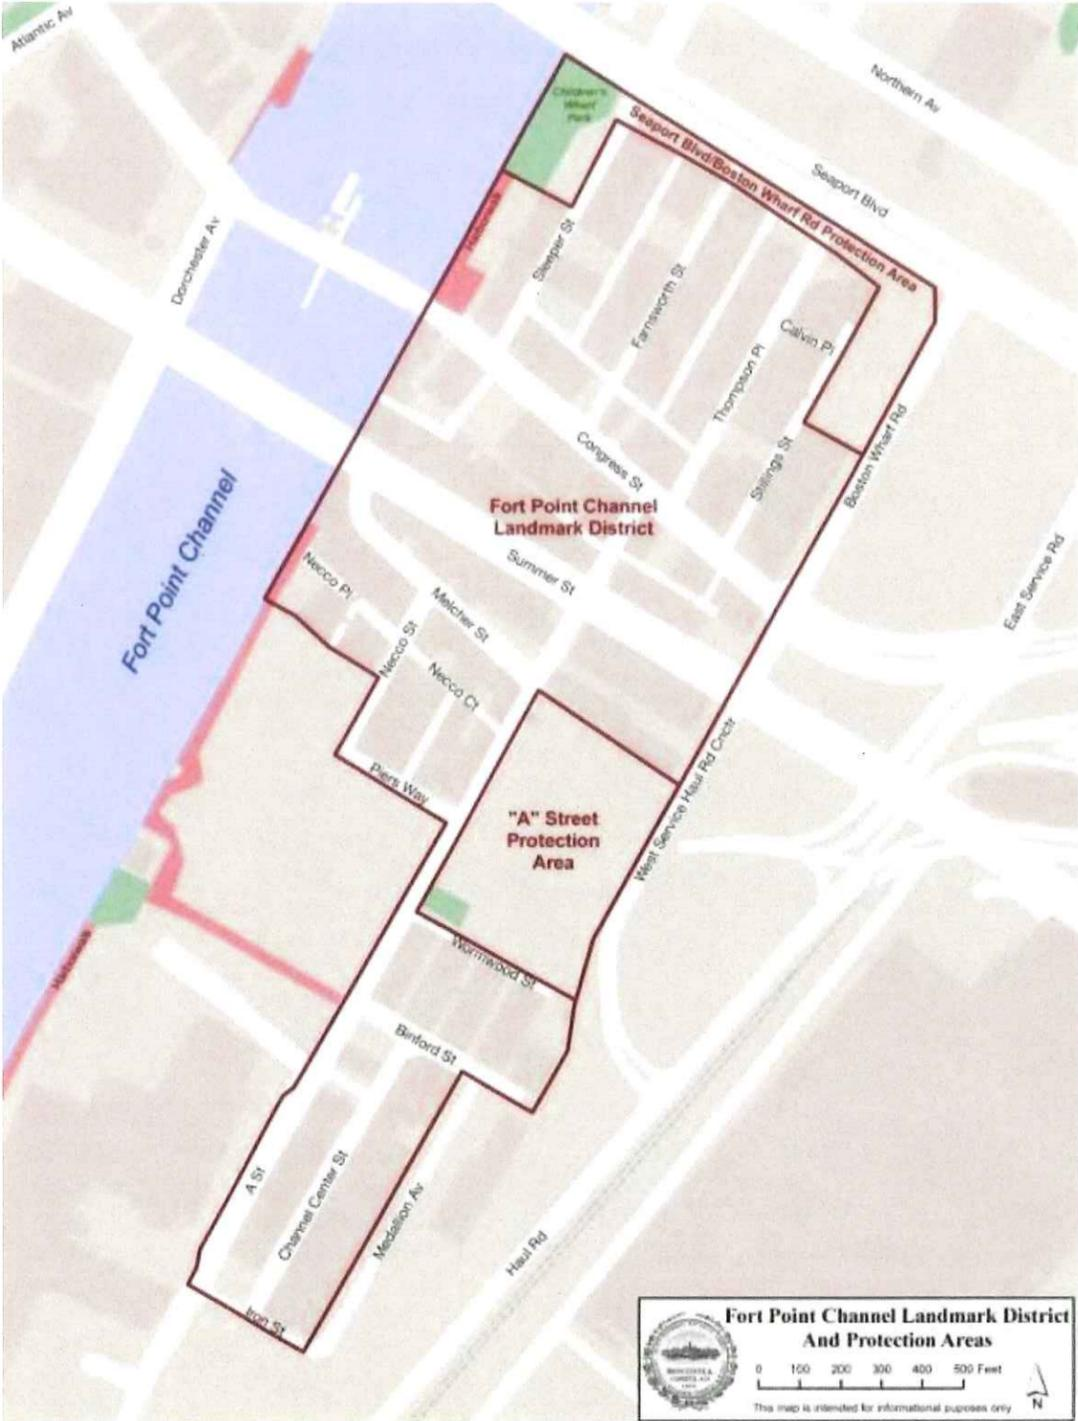 Atlantic Av
Northern Av
Children's
Wharf
Park
Seaport Blvd/Boston Wharf Rd Protection Area
Seaport Blvd
Dorchester Av
Harborwalk
Sleeper St
Farnsworth St
Calvin Pl
Thompson Pl
Stillings St
Boston Wharf Rd
Congress St
Fort Point Channel
Fort Point Channel
Landmark District
Summer St
East Service Rd
Necco Pl
Melcher St
Necco St
Necco Ct
Piers Way
West Service Haul Rd Cnctr
"A" Street
Protection
Area
Harborwalk
Wormwood St
Binford St
A St
Channel Center St
Medallion Av
Haul Rd
Iron St
Fort Point Channel Landmark District
And Protection Areas
0 100 200 300 400 500 Feet
N
This map is intended for informational puposes only